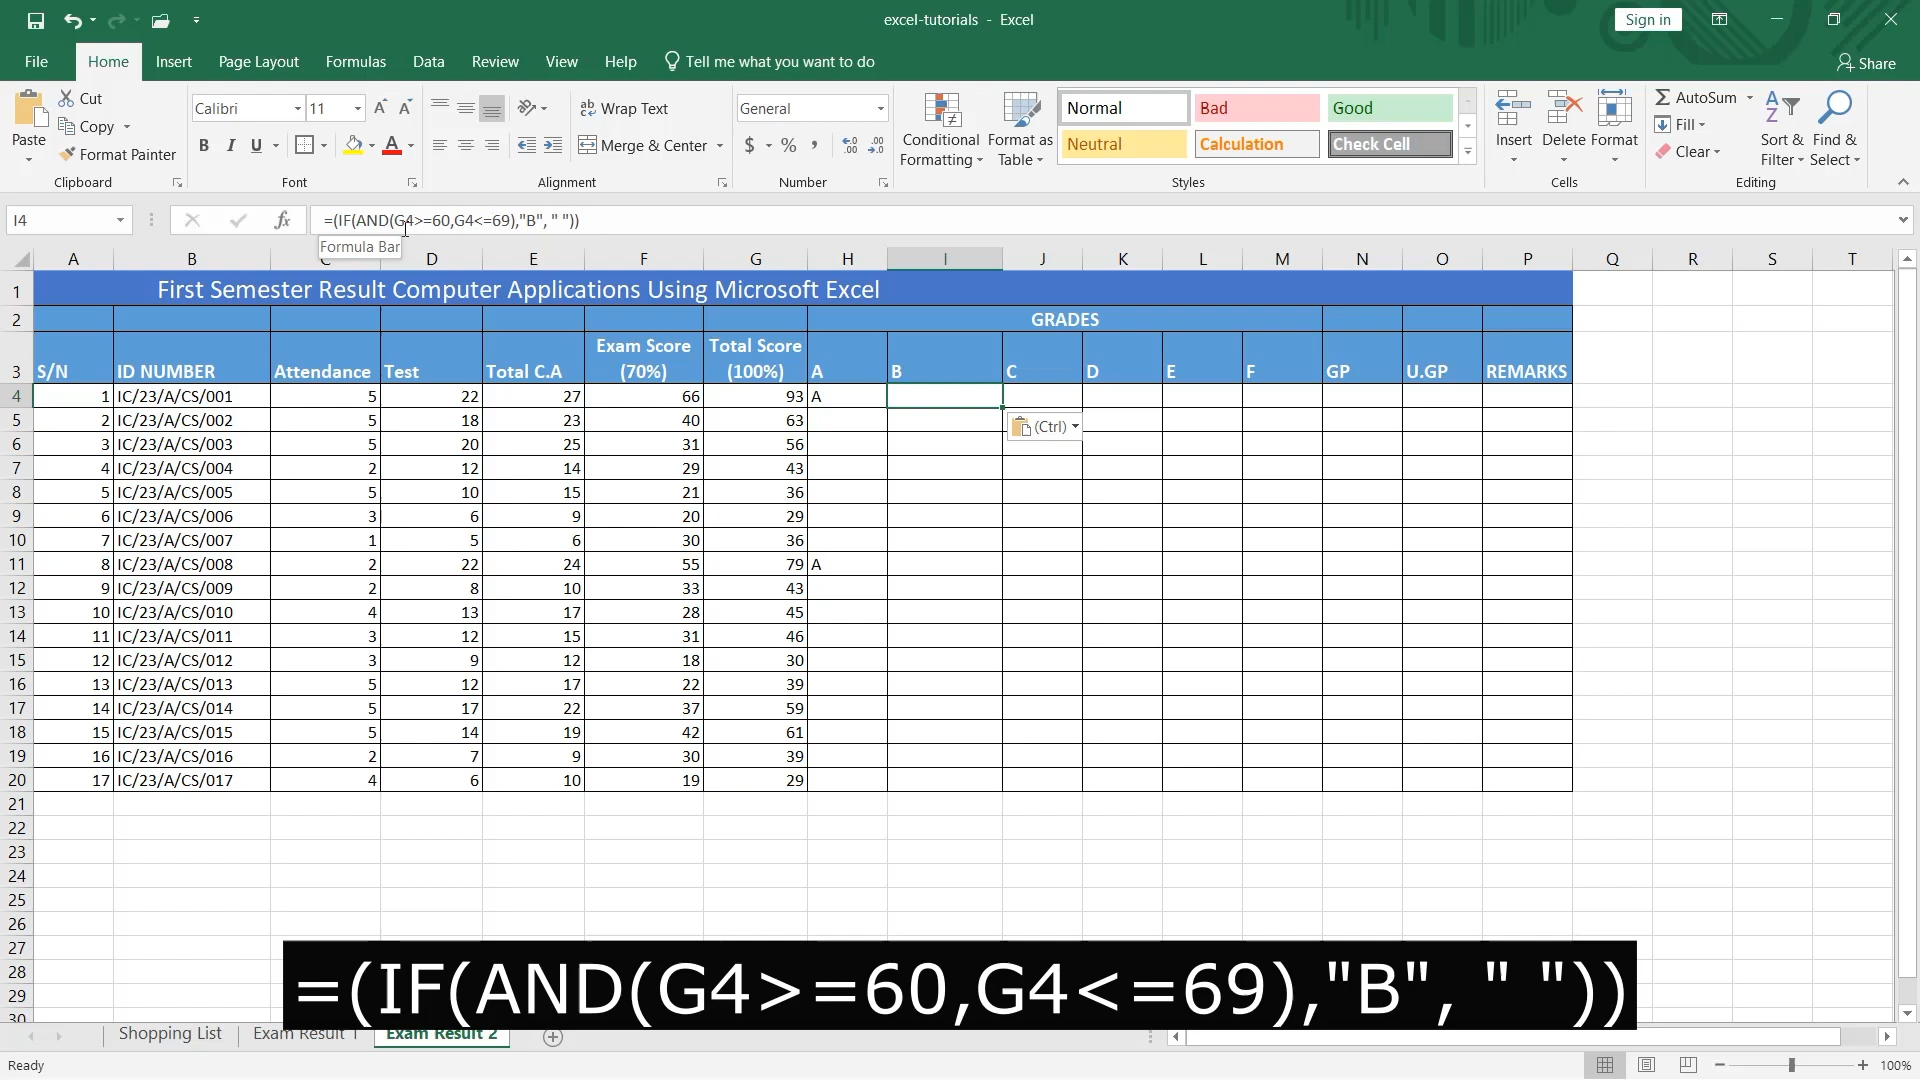 excel-tutorials - Excel
Sign in
File Home Insert Page Layout Formulas Data Review View Help Tell me what you want to do Share
Paste
Cut
Copy
Format Painter
Clipboard
Calibri 11 A A
B I U A
Font
ab Wrap Text
Merge & Center
Alignment
General
$ % ,
Number
Conditional Formatting
Format as Table
Normal Bad Good
Neutral Calculation Check Cell
Styles
Insert Delete Format
Cells
AutoSum
Fill
Clear
Sort & Filter
Find & Select
Editing
I4 fx =(IF(AND(G4>=60,G4<=69),"B", " "))
Formula Bar
A B C D E F G H I J K L M N O P Q R S T
1 First Semester Result Computer Applications Using Microsoft Excel
2 GRADES
3 S/N ID NUMBER Attendance Test Total C.A Exam Score (70%) Total Score (100%) A B C D E F GP U.GP REMARKS
4 1 IC/23/A/CS/001 5 22 27 66 93 A
5 2 IC/23/A/CS/002 5 18 23 40 63
(Ctrl)
6 3 IC/23/A/CS/003 5 20 25 31 56
7 4 IC/23/A/CS/004 2 12 14 29 43
8 5 IC/23/A/CS/005 5 10 15 21 36
9 6 IC/23/A/CS/006 3 6 9 20 29
10 7 IC/23/A/CS/007 1 5 6 30 36
11 8 IC/23/A/CS/008 2 22 24 55 79 A
12 9 IC/23/A/CS/009 2 8 10 33 43
13 10 IC/23/A/CS/010 4 13 17 28 45
14 11 IC/23/A/CS/011 3 12 15 31 46
15 12 IC/23/A/CS/012 3 9 12 18 30
16 13 IC/23/A/CS/013 5 12 17 22 39
17 14 IC/23/A/CS/014 5 17 22 37 59
18 15 IC/23/A/CS/015 5 14 19 42 61
19 16 IC/23/A/CS/016 2 7 9 30 39
20 17 IC/23/A/CS/017 4 6 10 19 29
21
22
23
24
25
26
27
28
29
30
=(IF(AND(G4>=60,G4<=69),"B", " "))
Shopping List Exam Result 1 Exam Result 2
Ready 100%